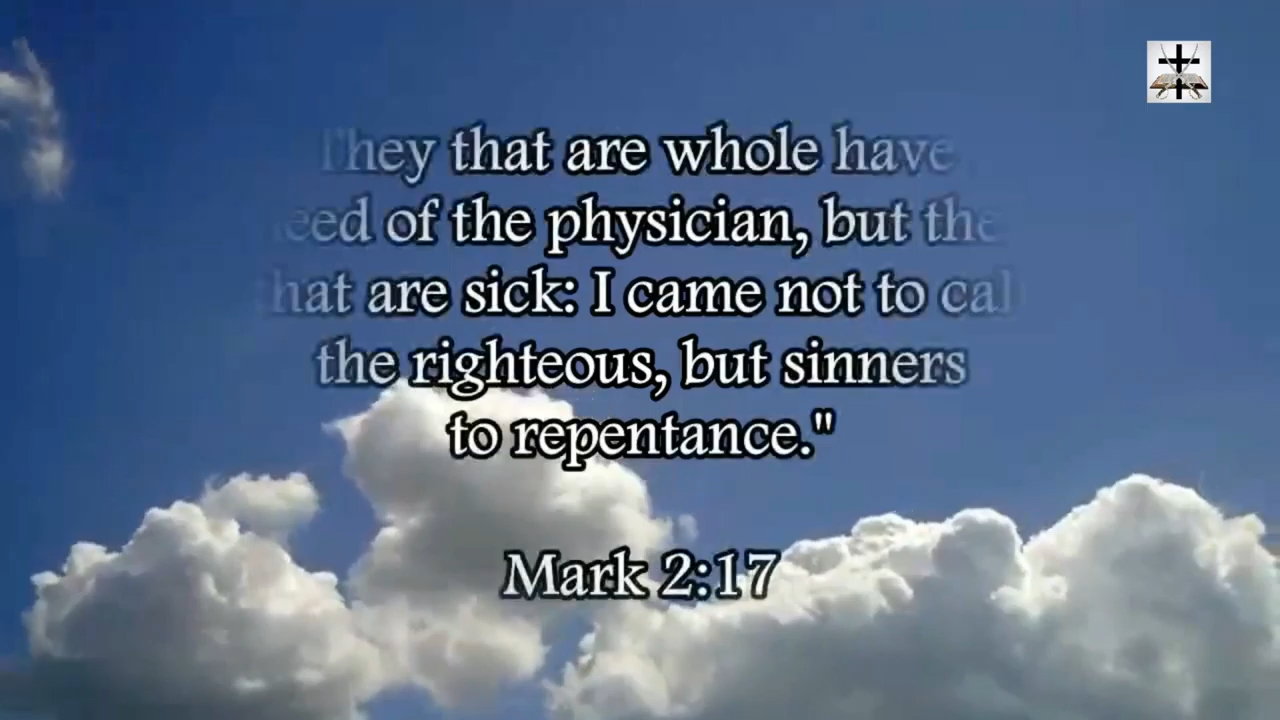 They that are whole have
eed of the physician, but the
hat are sick: I came not to cal
the righteous, but sinners
to repentance."
Mark 2:17